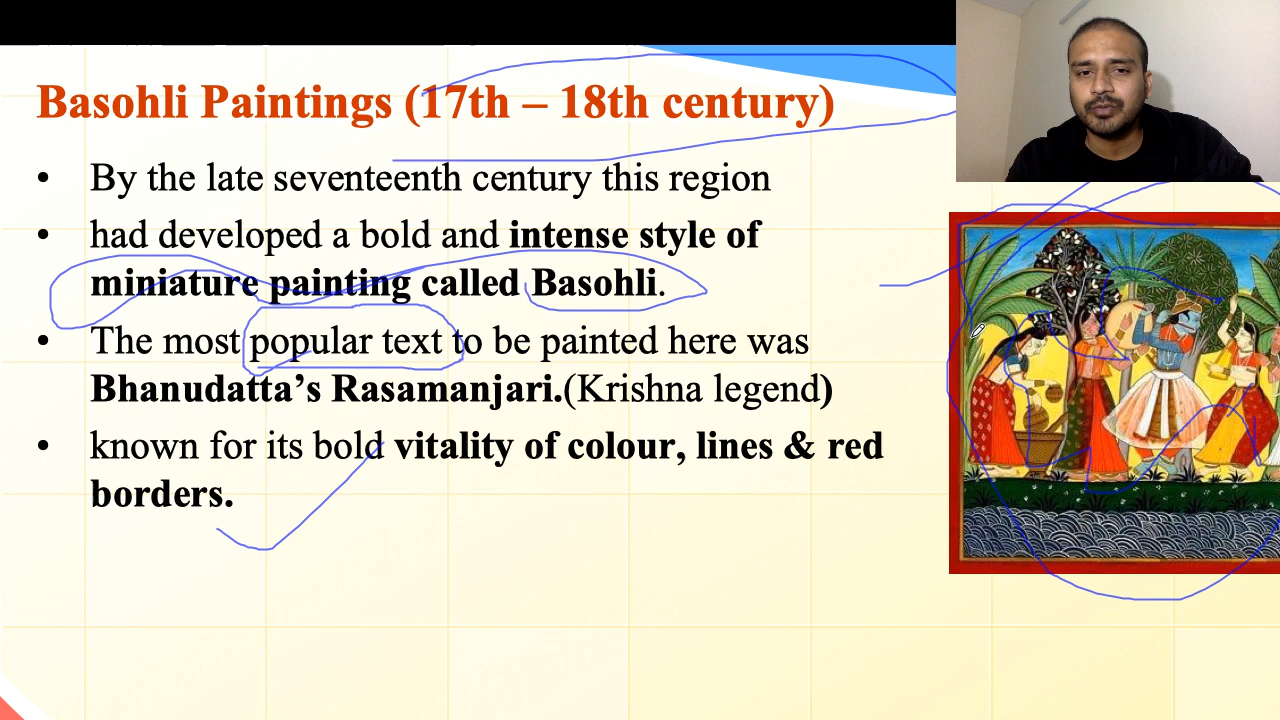 Basohli Paintings (17th – 18th century)
• By the late seventeenth century this region
• had developed a bold and intense style of
miniature painting called Basohli.
• The most popular text to be painted here was
Bhanudatta’s Rasamanjari.(Krishna legend)
• known for its bold vitality of colour, lines & red
borders.